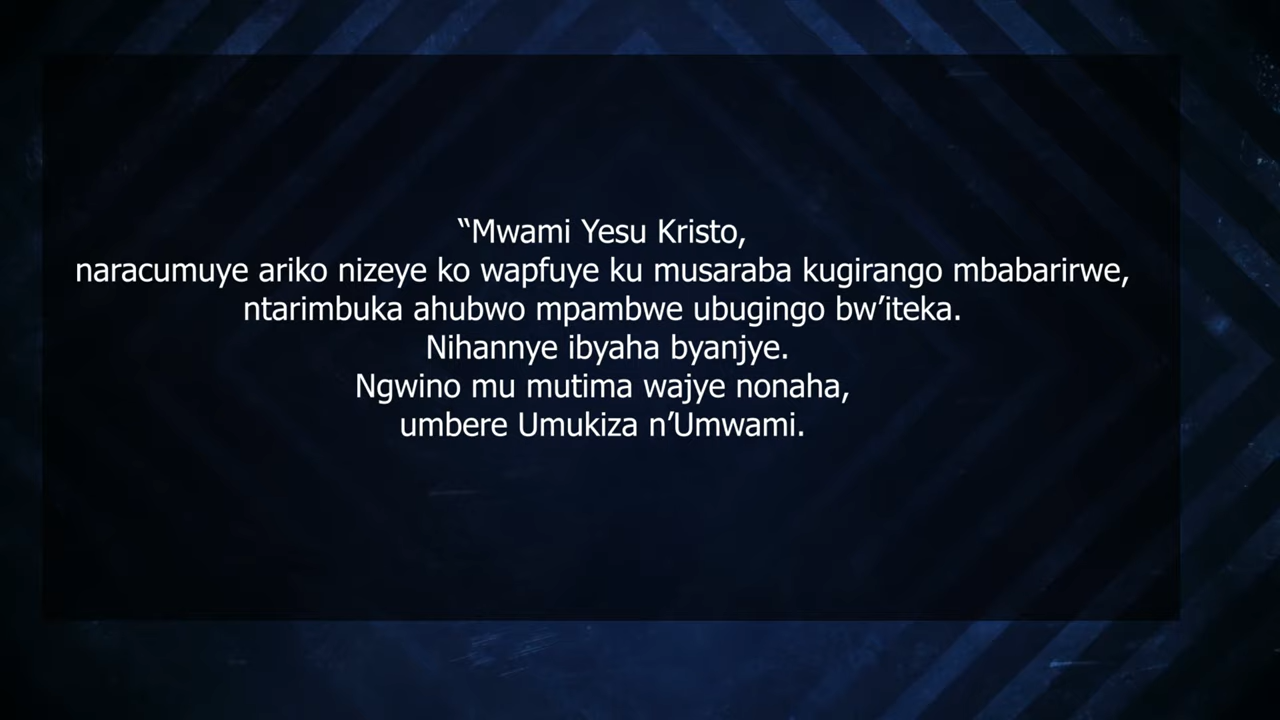 “Mwami Yesu Kristo,
naracumuye ariko nizeye ko wapfuye ku musaraba kugirango mbabarirwe,
ntarimbuka ahubwo mpambwe ubugingo bw’iteka.
Nihannye ibyaha byanjye.
Ngwino mu mutima wajye nonaha,
umbere Umukiza n’Umwami.